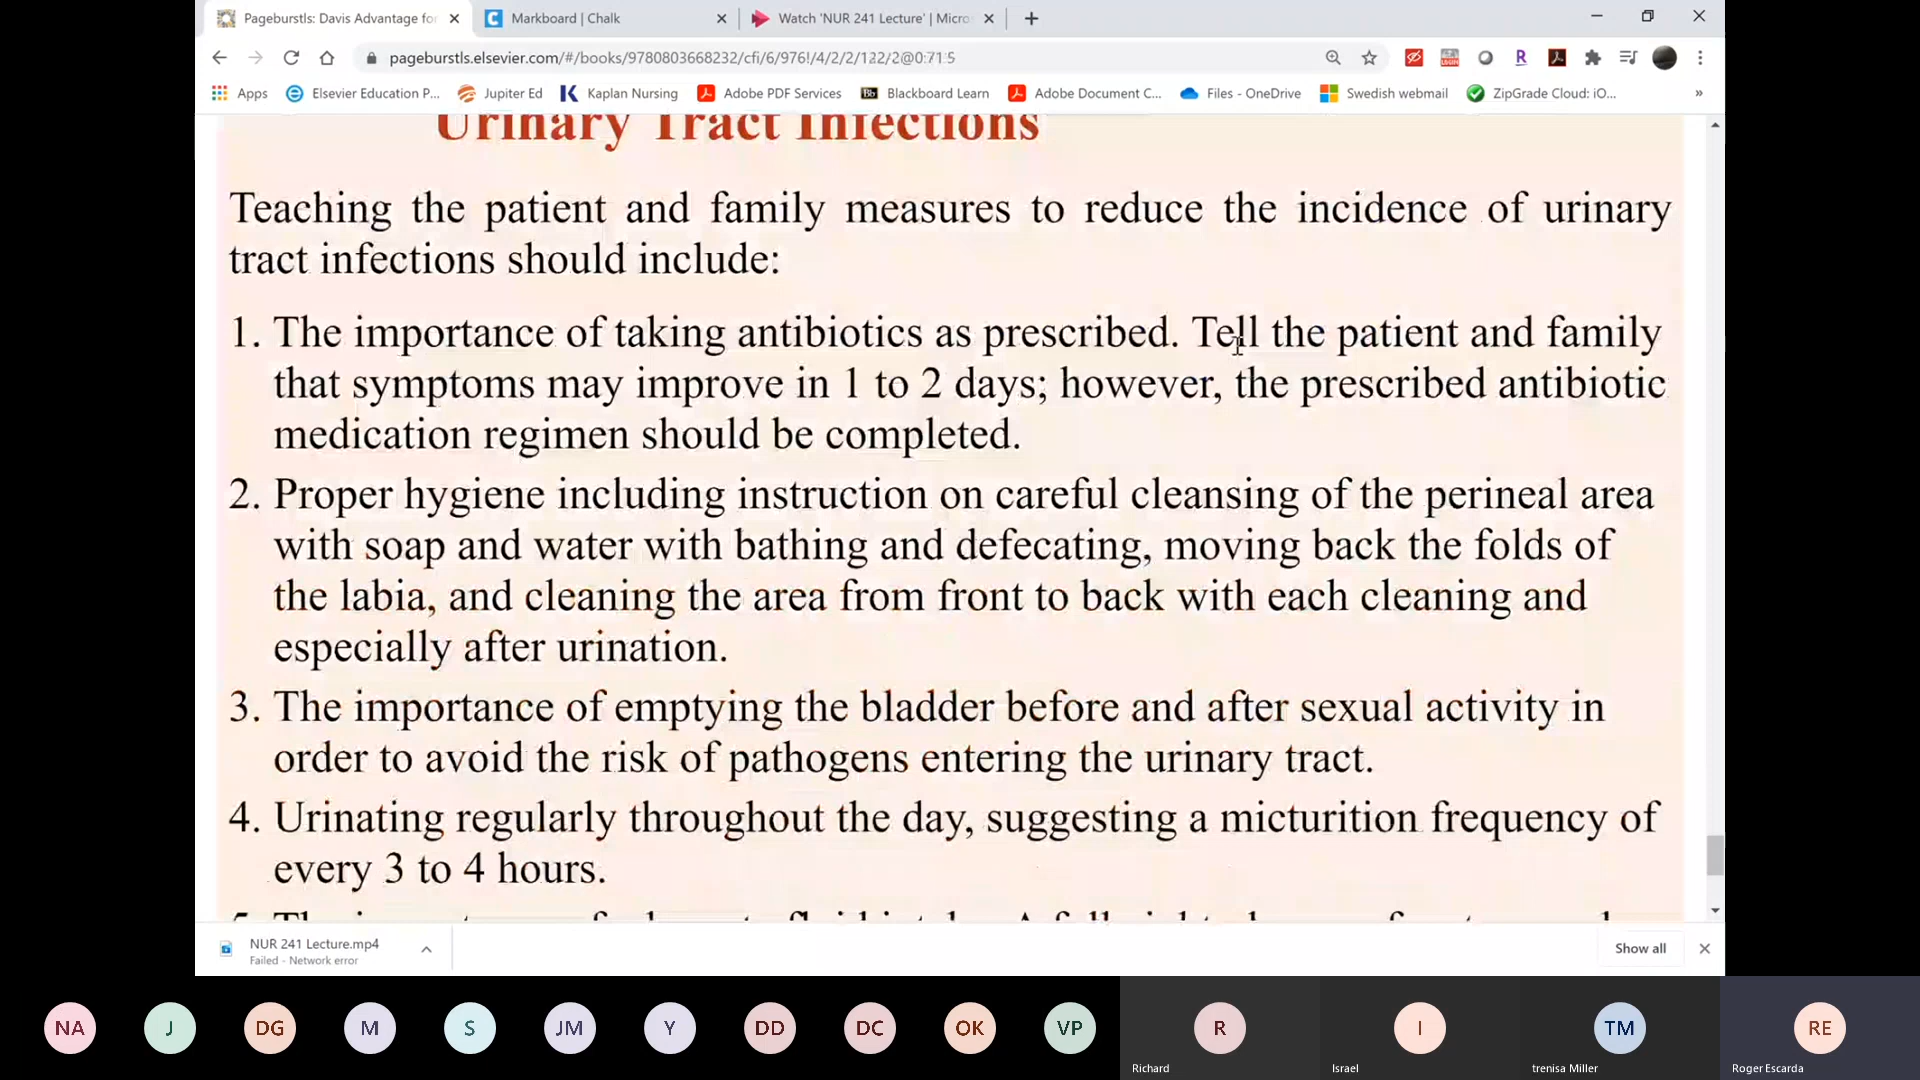 Pageburstls: Davis Advantage for
Markboard | Chalk
Watch 'NUR 241 Lecture' | Micro
pageburstls.elsevier.com/#/books/9780803668232/cfi/6/976!/4/2/2/122/2@0:71:5
Apps
Elsevier Education P...
Jupiter Ed
Kaplan Nursing
Adobe PDF Services
Bb
Blackboard Learn
Adobe Document C...
Files - OneDrive
Swedish webmail
ZipGrade Cloud: iO...
»
Urinary Tract Infections
Teaching the patient and family measures to reduce the incidence of urinary
tract infections should include:
1. The importance of taking antibiotics as prescribed. Tell the patient and family
that symptoms may improve in 1 to 2 days; however, the prescribed antibiotic
medication regimen should be completed.
2. Proper hygiene including instruction on careful cleansing of the perineal area
with soap and water with bathing and defecating, moving back the folds of
the labia, and cleaning the area from front to back with each cleaning and
especially after urination.
3. The importance of emptying the bladder before and after sexual activity in
order to avoid the risk of pathogens entering the urinary tract.
4. Urinating regularly throughout the day, suggesting a micturition frequency of
every 3 to 4 hours.
NUR 241 Lecture.mp4
Failed - Network error
Show all
NA
J
DG
M
S
JM
Y
DD
DC
OK
VP
R
I
TM
RE
Richard
Israel
trenisa Miller
Roger Escarda